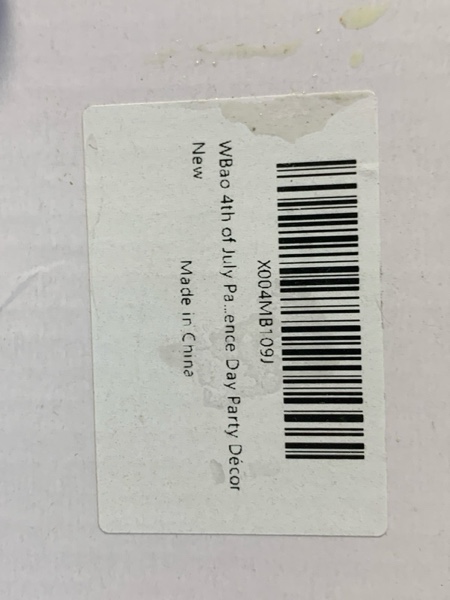 X004MB109J
WBao 4th of July Pa...ence Day Party Décor
New
Made in China